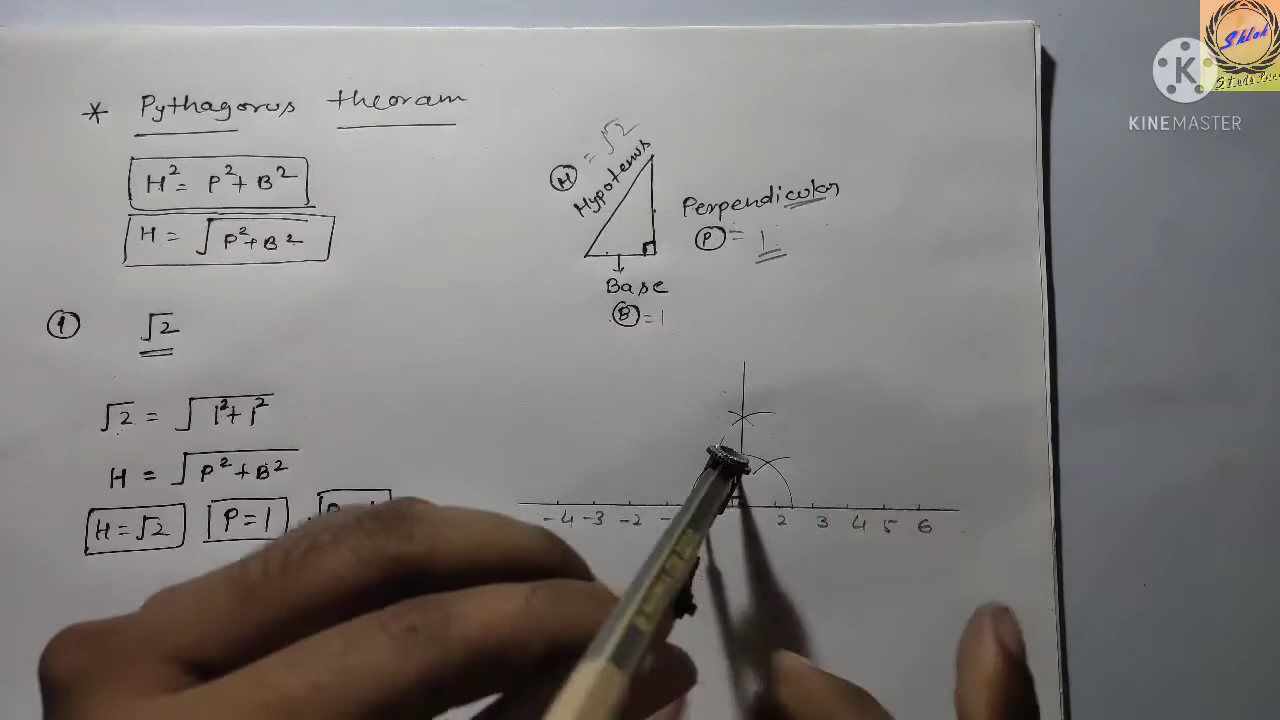 * Pythagorus theoram
H² = P² + B²
H = √P² + B²
Hypotenus
(H) = √2
Perpendicular
(P) = 1
Base
(B) = 1
① √2
√2 = √1² + 1²
H = √P² + B²
H = √2 P = 1
-4 -3 -2 2 3 4 5 6
Shlok
KINEMASTER